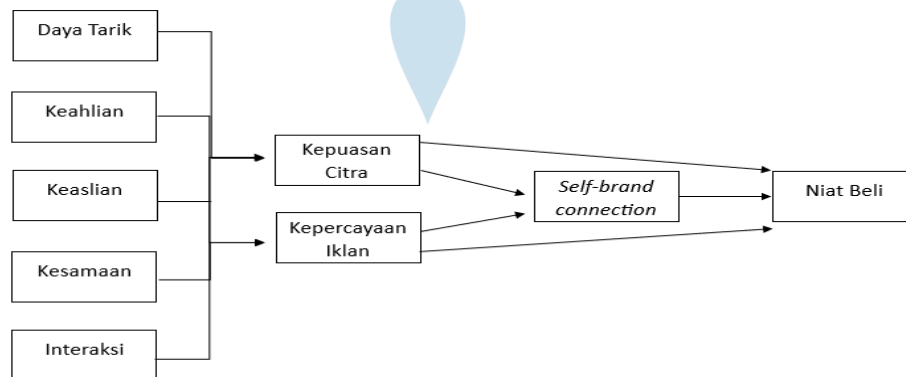 Daya Tarik
Keahlian
Keaslian
Kesamaan
Interaksi
Kepuasan
Citra
Kepercayaan
Iklan
Self-brand
connection
Niat Beli